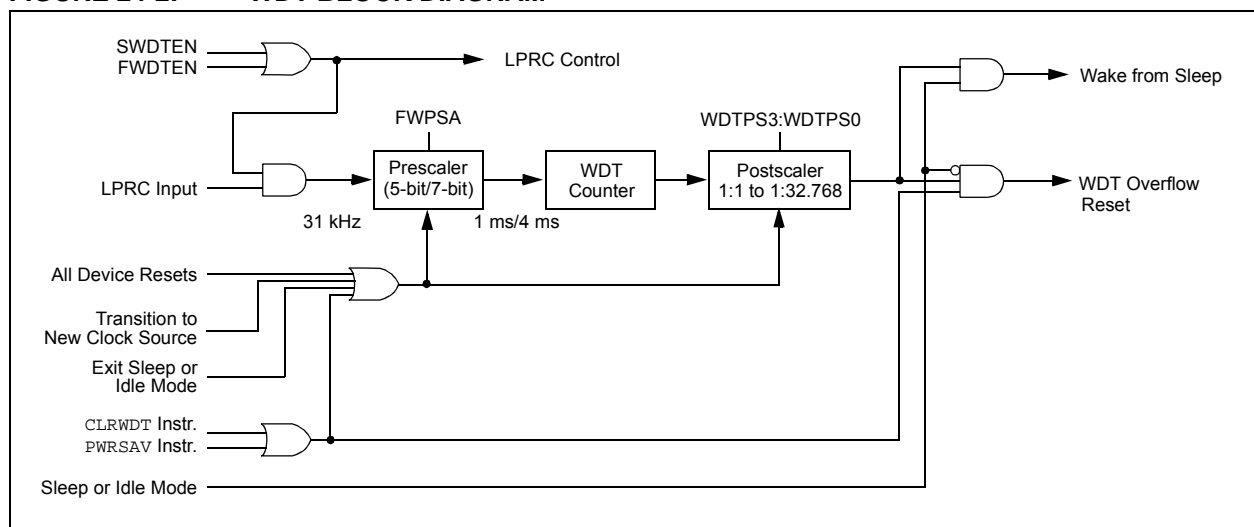 SWDTEN
FWDTEN
LPRC Control
Wake from Sleep
FWPSA
WDTPS3:WDTPS0
LPRC Input
Prescaler
(5-bit/7-bit)
WDT
Counter
Postscaler
1:1 to 1:32.768
WDT Overflow
Reset
31 kHz
1 ms/4 ms
All Device Resets
Transition to
New Clock Source
Exit Sleep or
Idle Mode
CLRWDT Instr.
PWRSAV Instr.
Sleep or Idle Mode